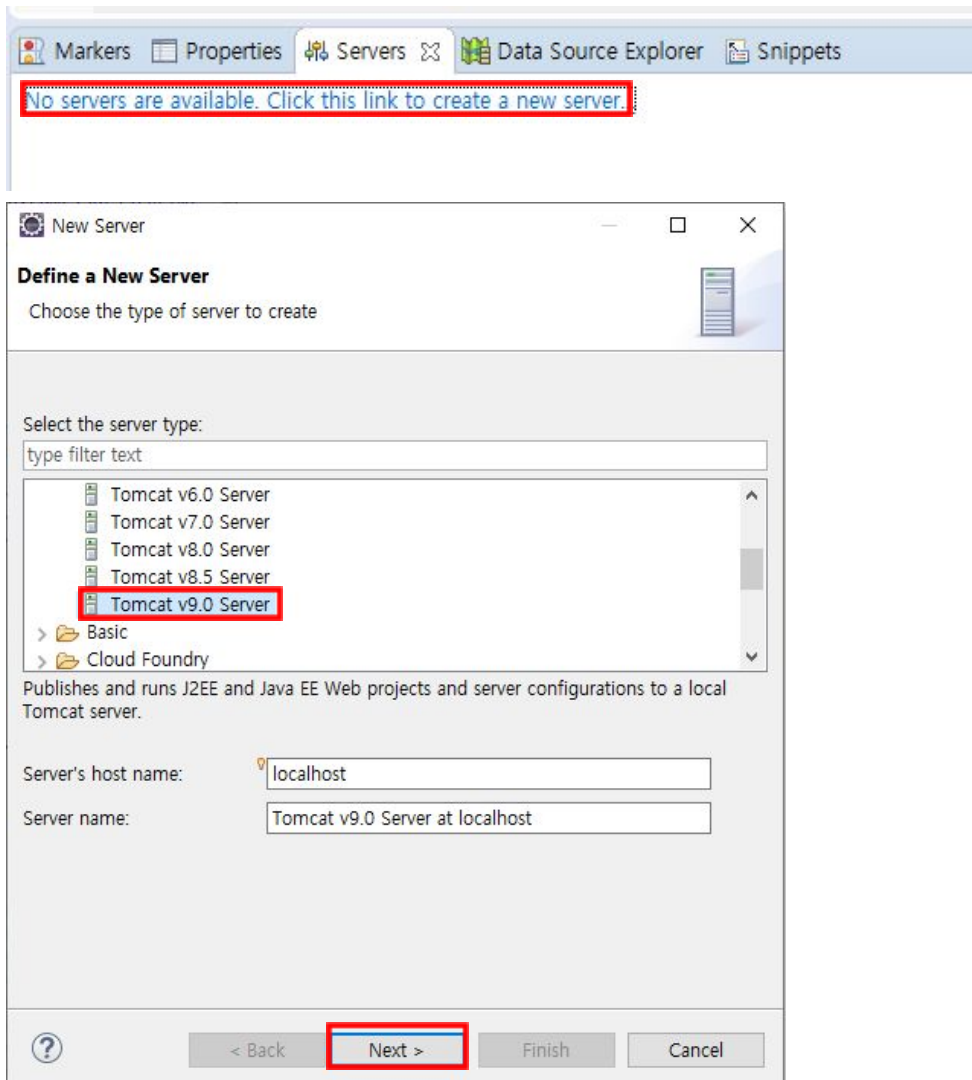 Markers Properties Servers Data Source Explorer Snippets
No servers are available. Click this link to create a new server.
New Server
Define a New Server
Choose the type of server to create
Select the server type:
type filter text
Tomcat v6.0 Server
Tomcat v7.0 Server
Tomcat v8.0 Server
Tomcat v8.5 Server
Tomcat v9.0 Server
Basic
Cloud Foundry
Publishes and runs J2EE and Java EE Web projects and server configurations to a local
Tomcat server.
Server's host name: localhost
Server name: Tomcat v9.0 Server at localhost
< Back Next > Finish Cancel